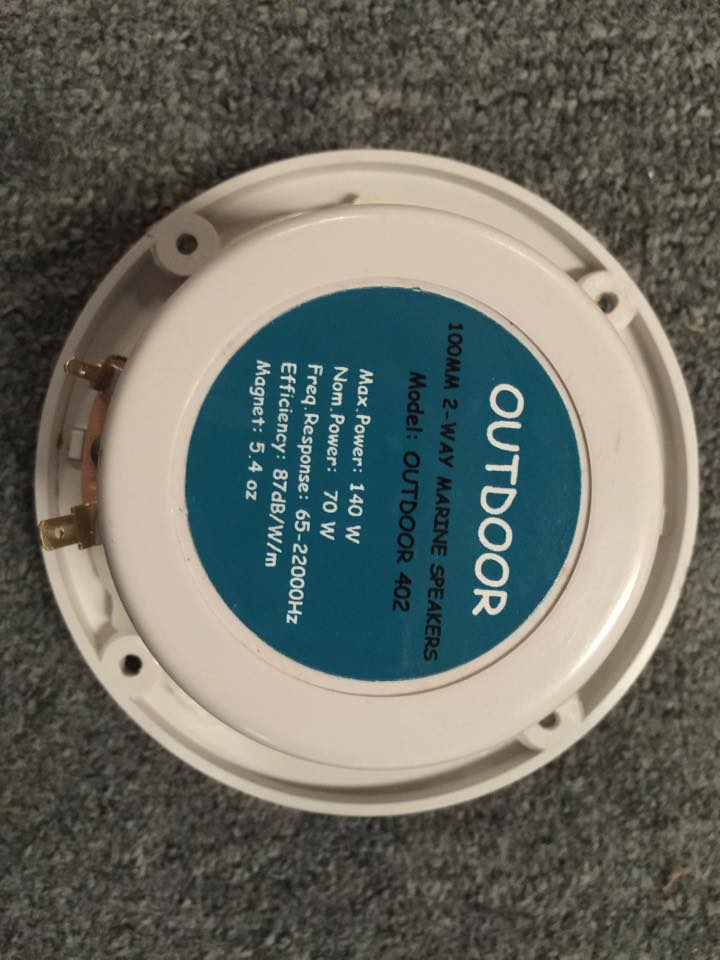 OUTDOOR
100MM 2-WAY MARINE SPEAKERS
Model: OUTDOOR 402
Max.Power: 140 W
Nom.Power: 70 W
Freq.Response: 65-22000Hz
Efficiency: 87dB/W/m
Magnet: 5.4 oz